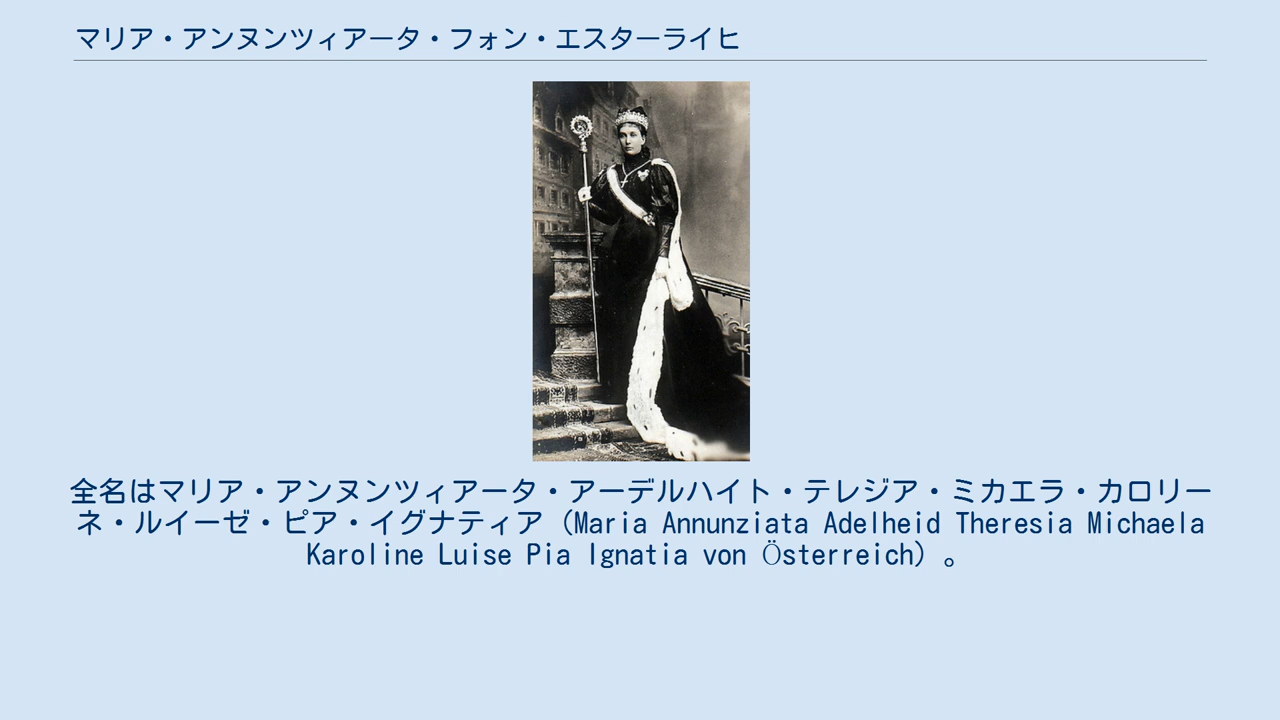 マリア・アンヌンツィアータ・フォン・エスターライヒ
全名はマリア・アンヌンツィアータ・アーデルハイト・テレジア・ミカエラ・カロリー
ネ・ルイーゼ・ピア・イグナティア（Maria Annunziata Adelheid Theresia Michaela
Karoline Luise Pia Ignatia von Österreich）。